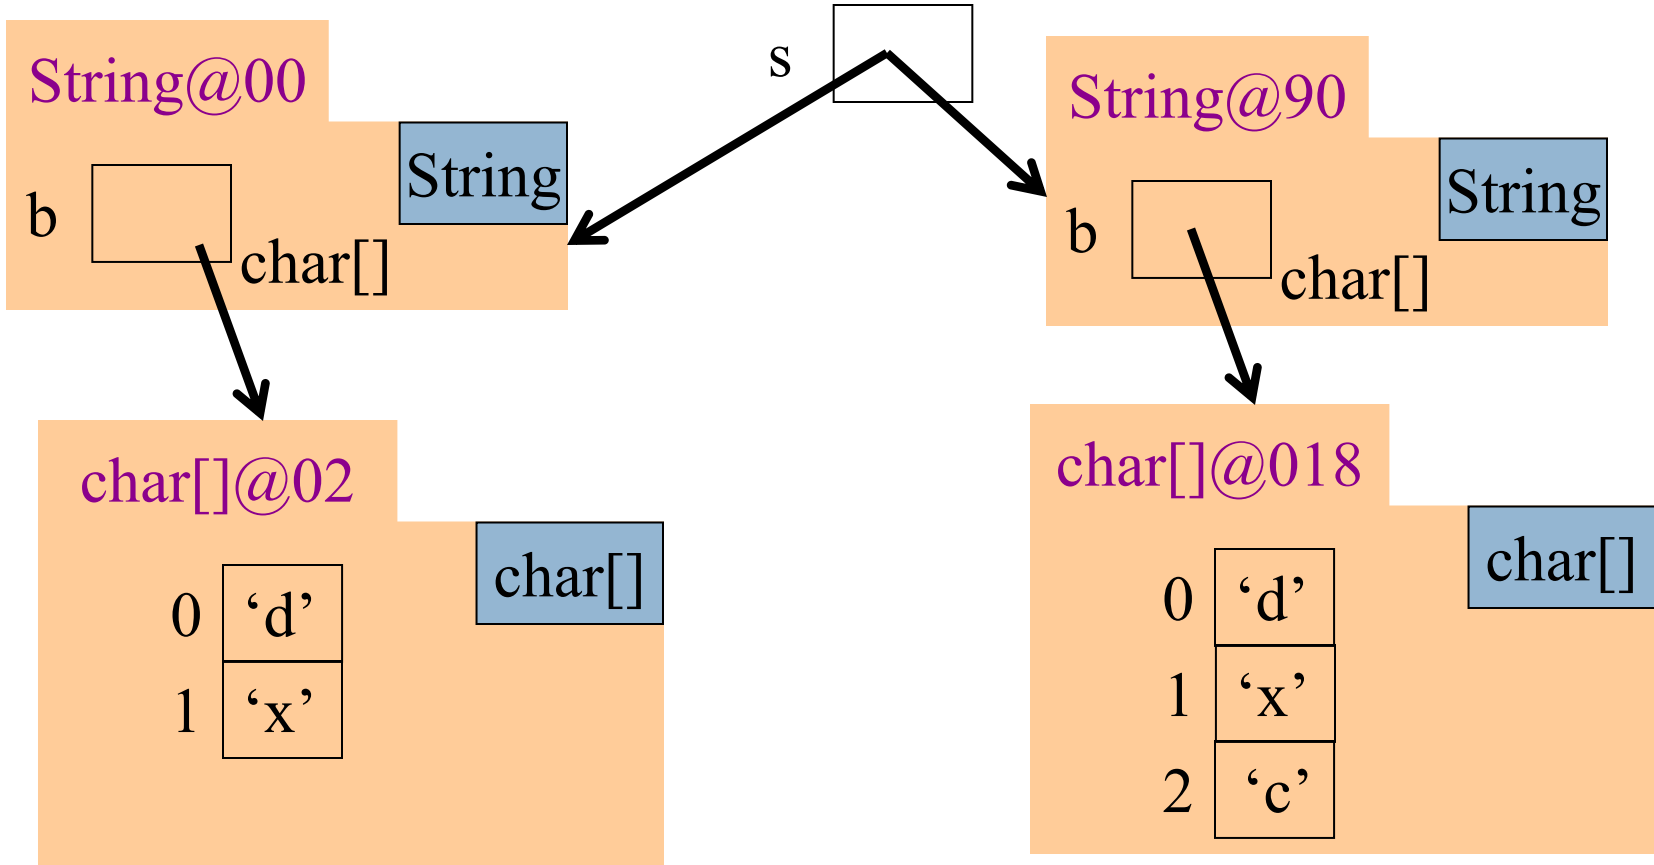 s
String@00
String
b
char[]
char[]@02
char[]
0 ‘d’
1 ‘x’
String@90
String
b
char[]
char[]@018
char[]
0 ‘d’
1 ‘x’
2 ‘c’